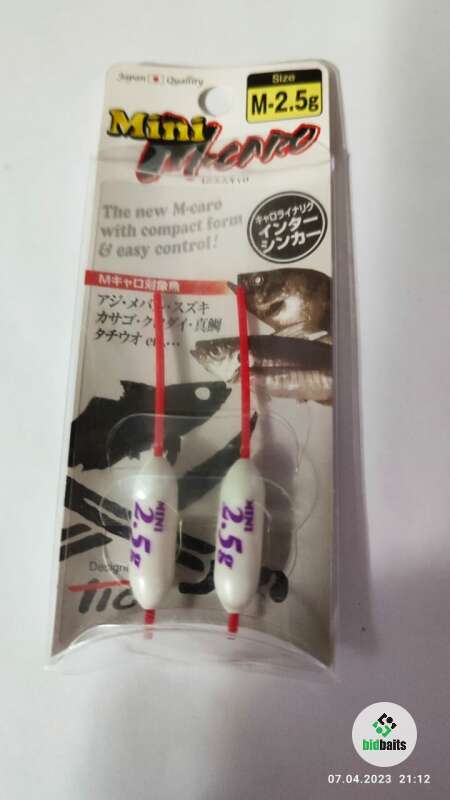 Japan Quality
Size
M-2.5g
Mini
M-caro
The new M-caro
with compact form
& easy control!
キャロライナリグ
インター
シンカー
Mキャロ対象魚
アジ・メバル・スズキ
カサゴ・クロダイ・真鯛
タチウオ etc....
MINI
2.5g
MINI
2.5g
Designe
bidbaits
07.04.2023 21:12